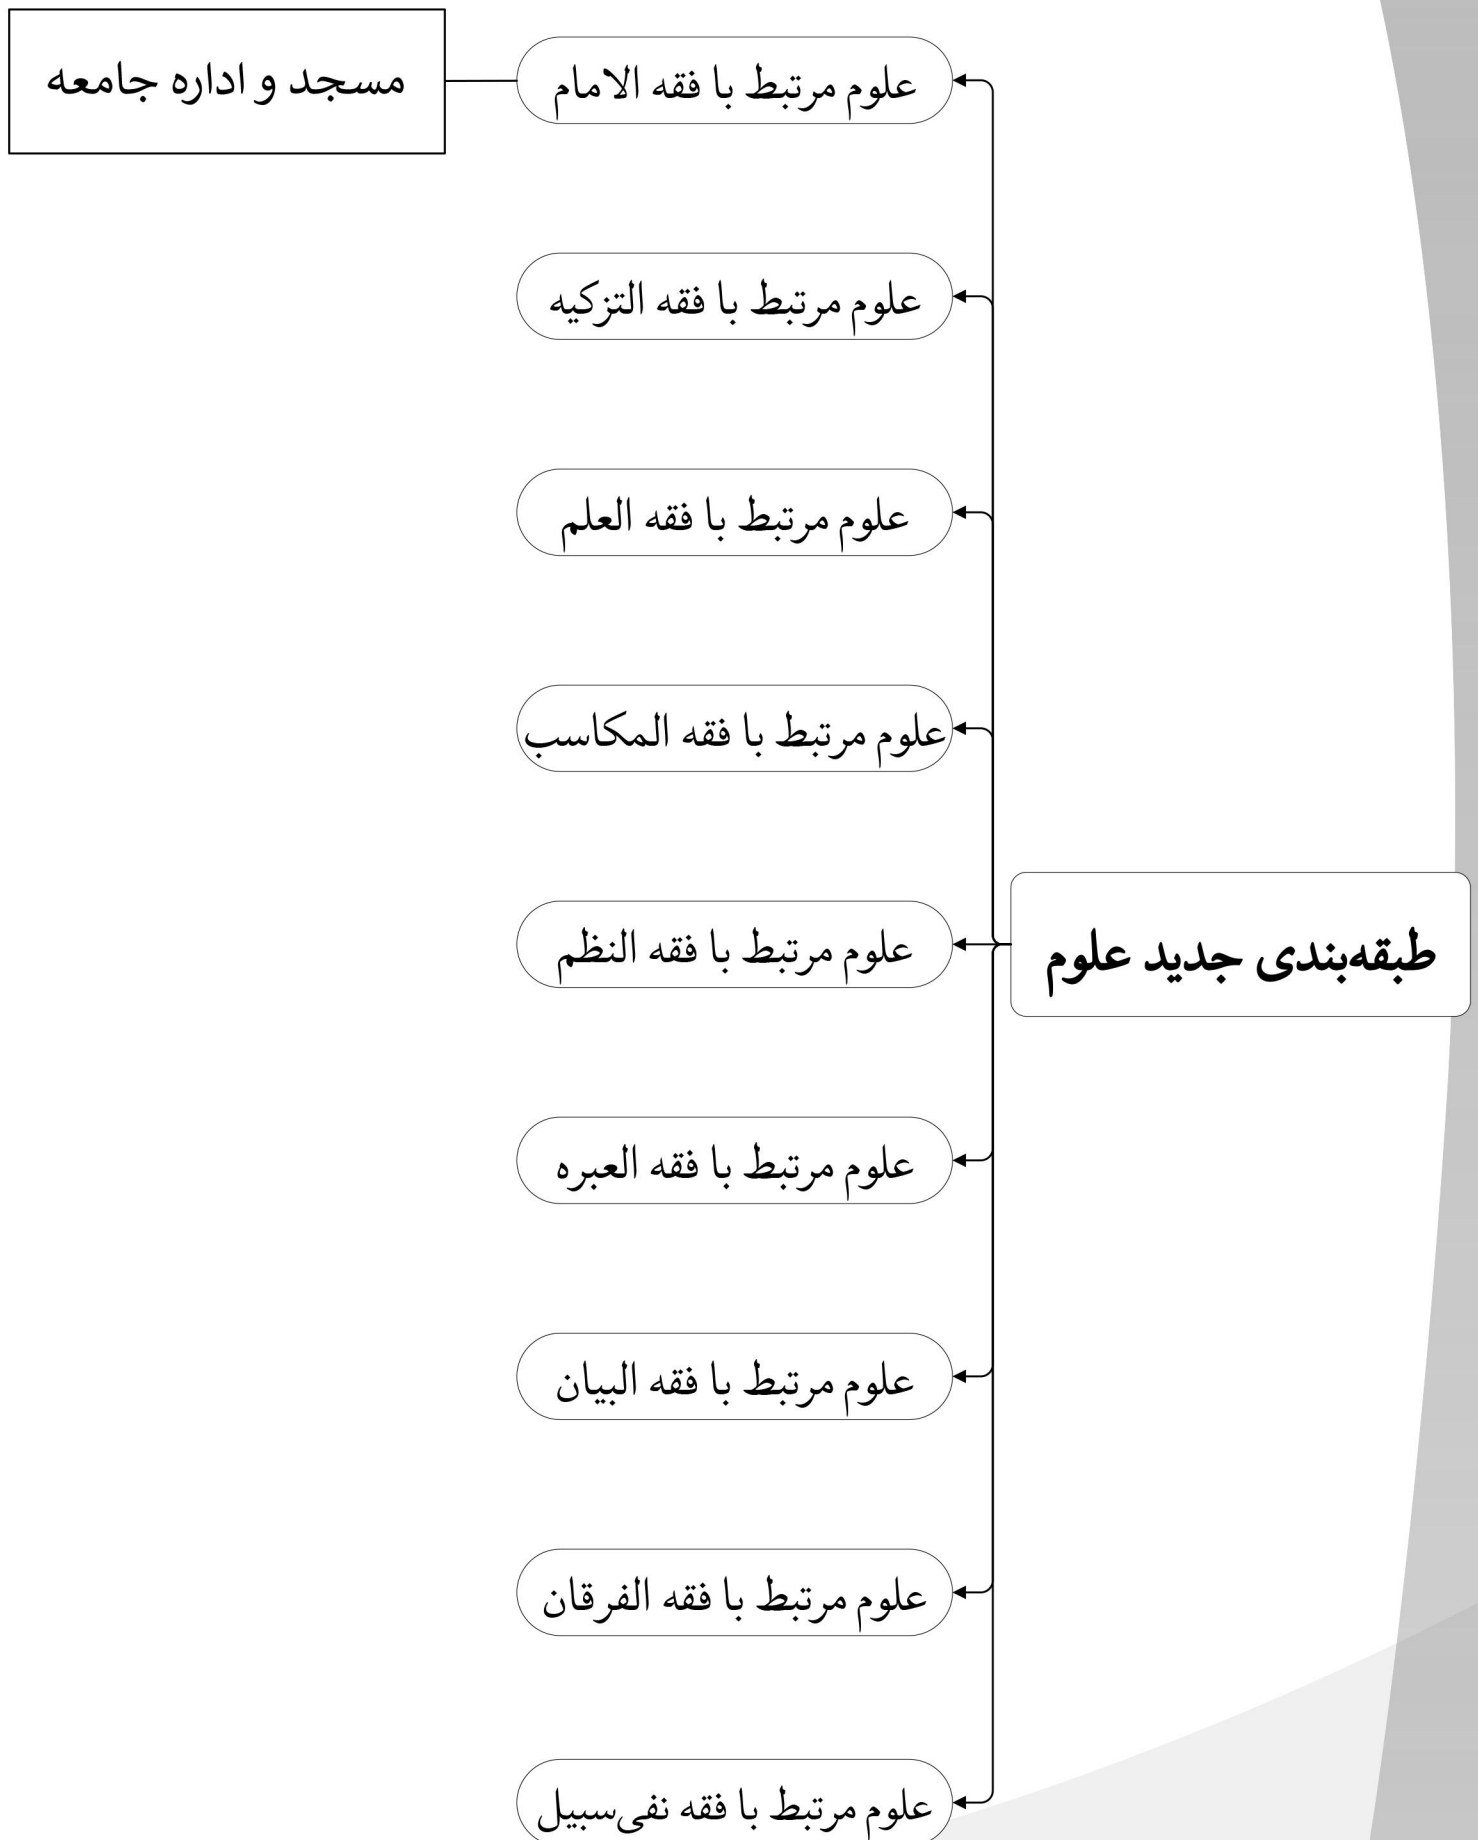 طبقه‌بندی جدید علوم
علوم مرتبط با فقه الامام
مسجد و اداره جامعه
علوم مرتبط با فقه التزکیه
علوم مرتبط با فقه العلم
علوم مرتبط با فقه المکاسب
علوم مرتبط با فقه النظم
علوم مرتبط با فقه العبره
علوم مرتبط با فقه البیان
علوم مرتبط با فقه الفرقان
علوم مرتبط با فقه نفی‌سبیل